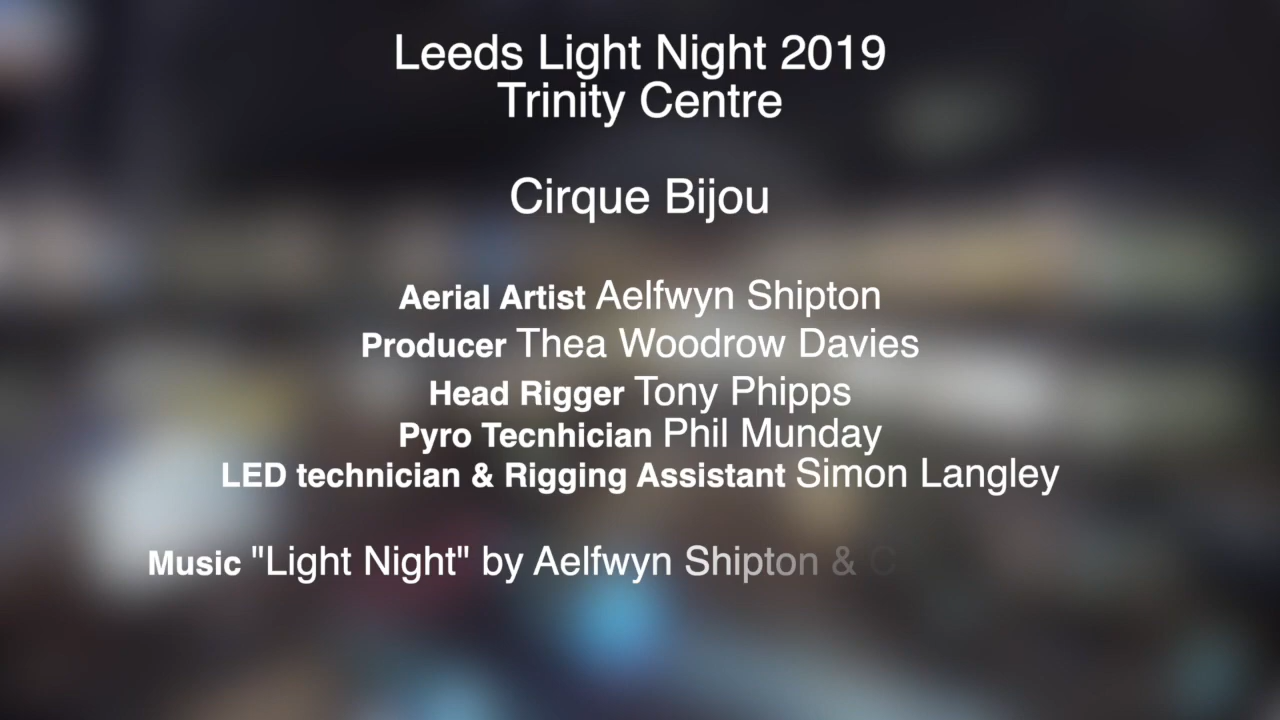 Leeds Light Night 2019
Trinity Centre
Cirque Bijou
Aerial Artist Aelfwyn Shipton
Producer Thea Woodrow Davies
Head Rigger Tony Phipps
Pyro Tecnhician Phil Munday
LED technician & Rigging Assistant Simon Langley
Music "Light Night" by Aelfwyn Shipton & C